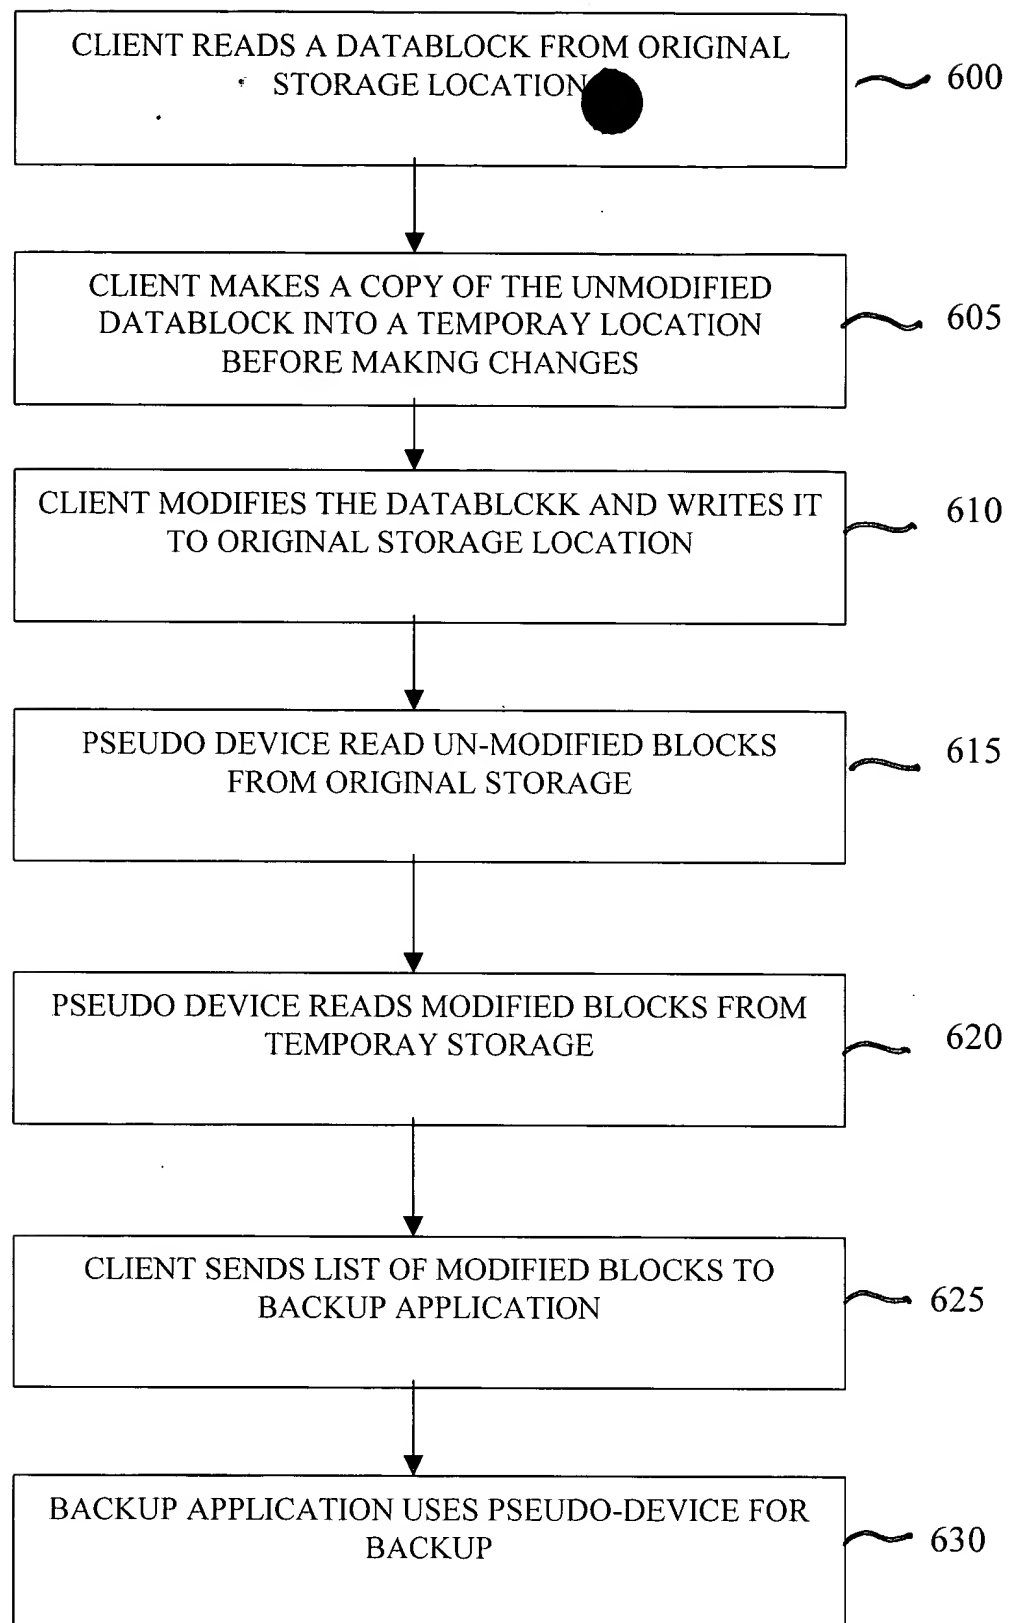 CLIENT READS A DATABLOCK FROM ORIGINAL
STORAGE LOCATION
600
CLIENT MAKES A COPY OF THE UNMODIFIED
DATABLOCK INTO A TEMPORAY LOCATION
BEFORE MAKING CHANGES
605
CLIENT MODIFIES THE DATABLCKK AND WRITES IT
TO ORIGINAL STORAGE LOCATION
610
PSEUDO DEVICE READ UN-MODIFIED BLOCKS
FROM ORIGINAL STORAGE
615
PSEUDO DEVICE READS MODIFIED BLOCKS FROM
TEMPORAY STORAGE
620
CLIENT SENDS LIST OF MODIFIED BLOCKS TO
BACKUP APPLICATION
625
BACKUP APPLICATION USES PSEUDO-DEVICE FOR
BACKUP
630